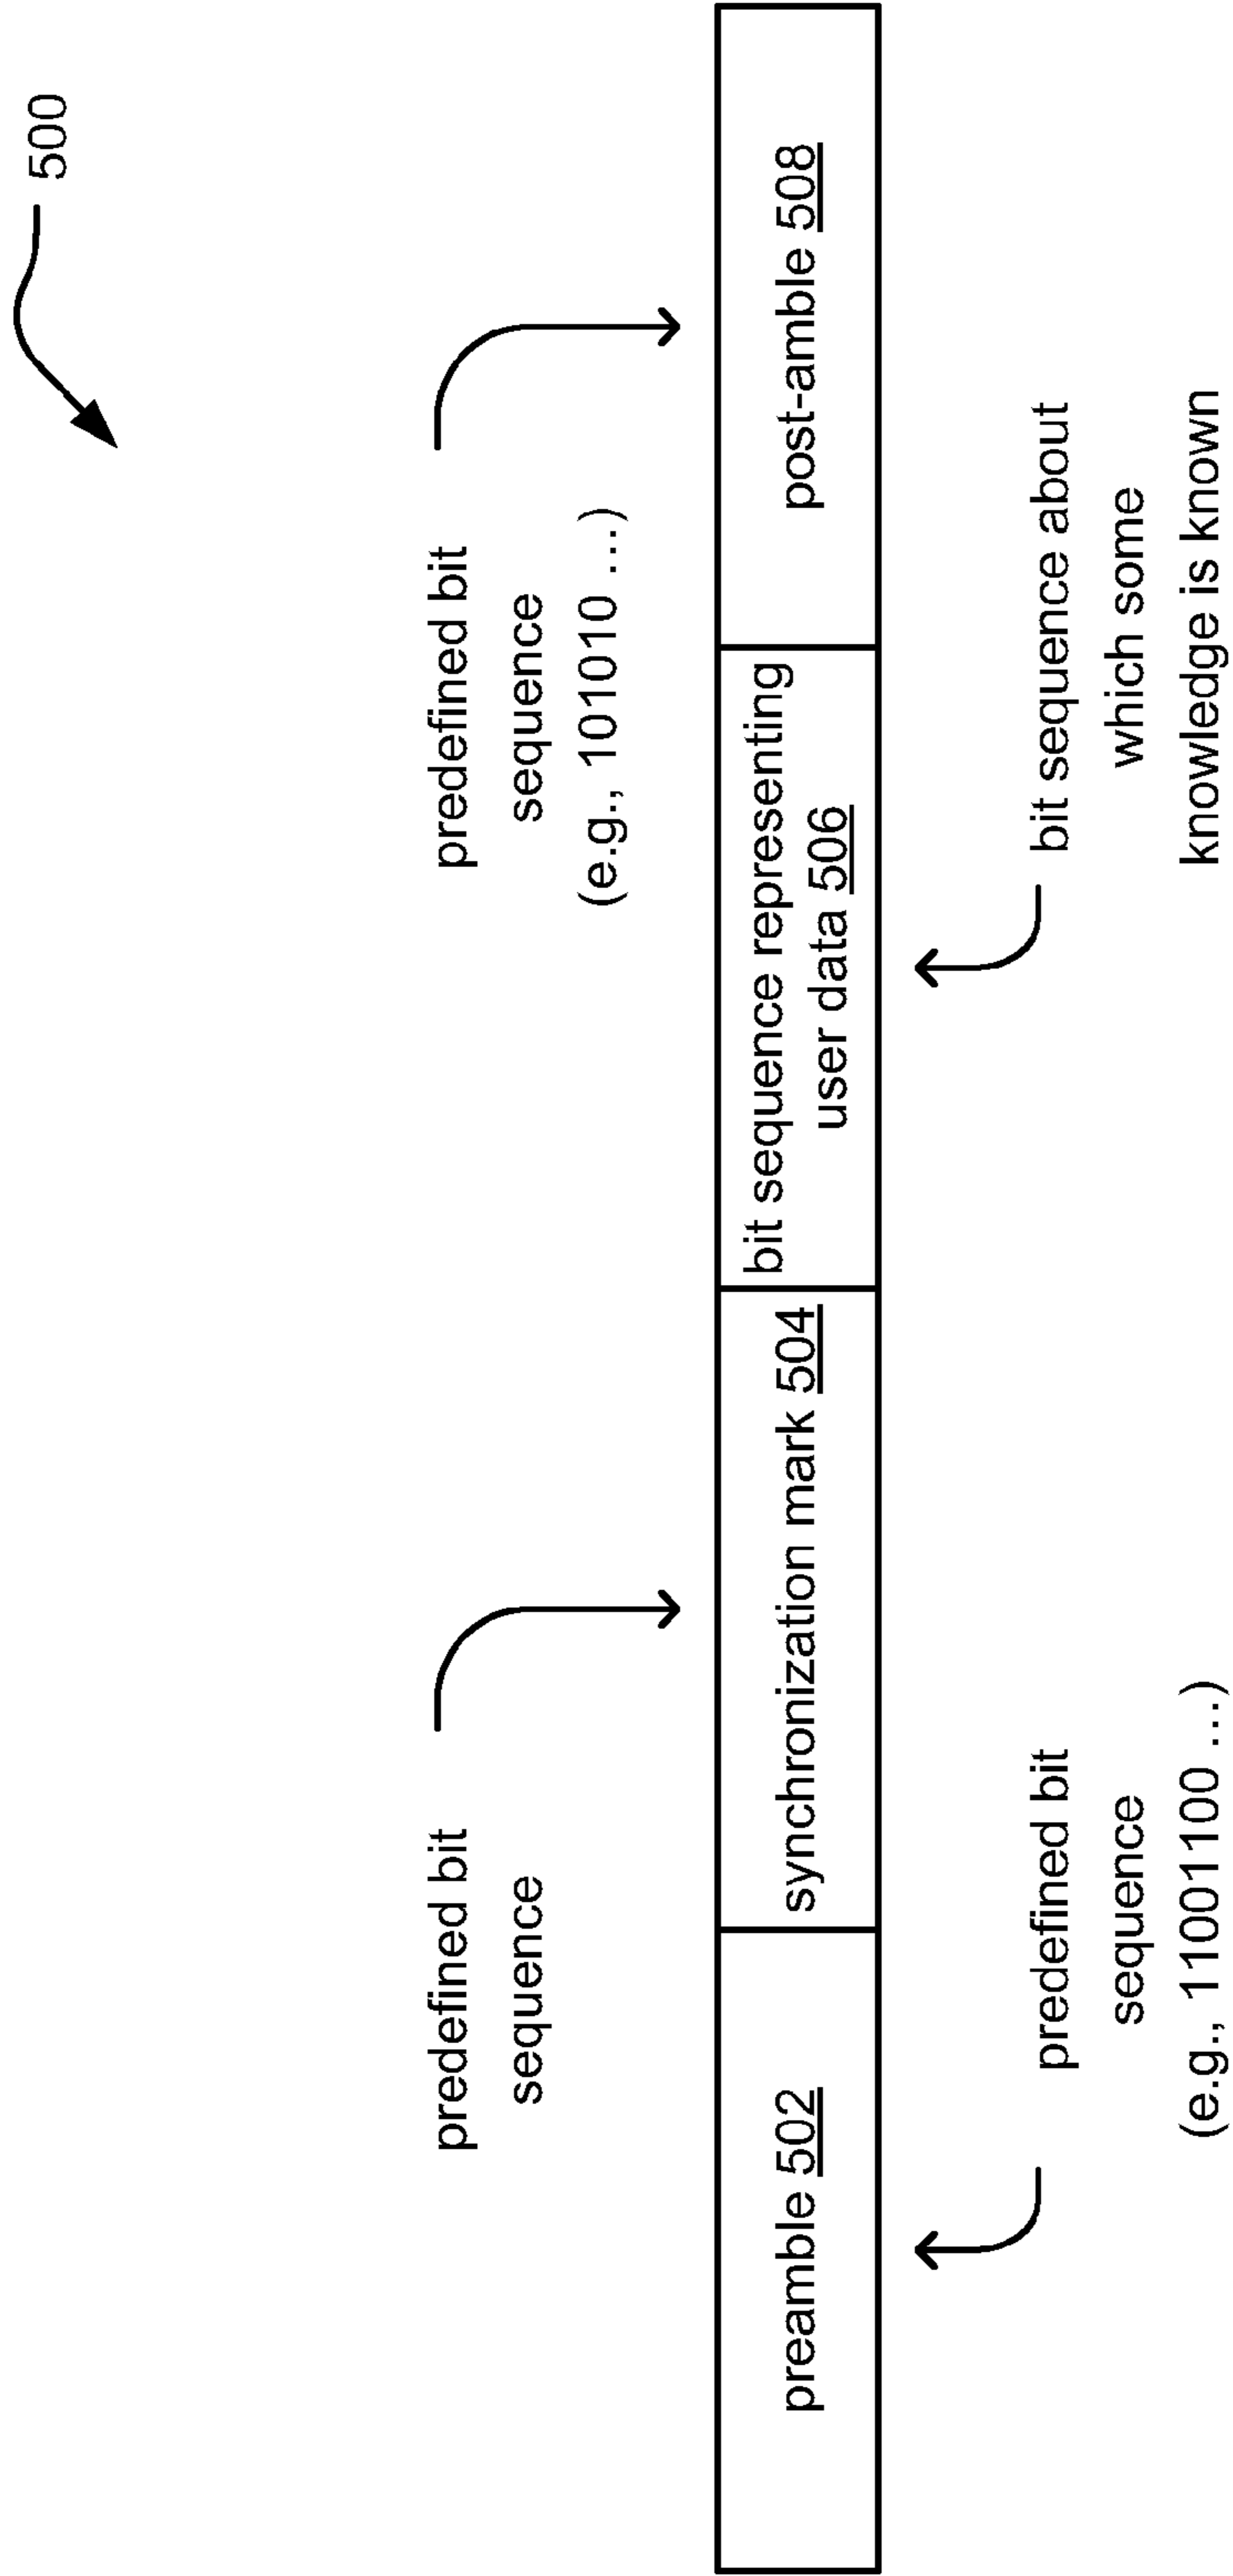 500
predefined bit
sequence
predefined bit
sequence
(e.g., 101010 ...)
preamble 502
synchronization mark 504
bit sequence representing
user data 506
post-amble 508
predefined bit
sequence
(e.g., 11001100 ...)
bit sequence about
which some
knowledge is known